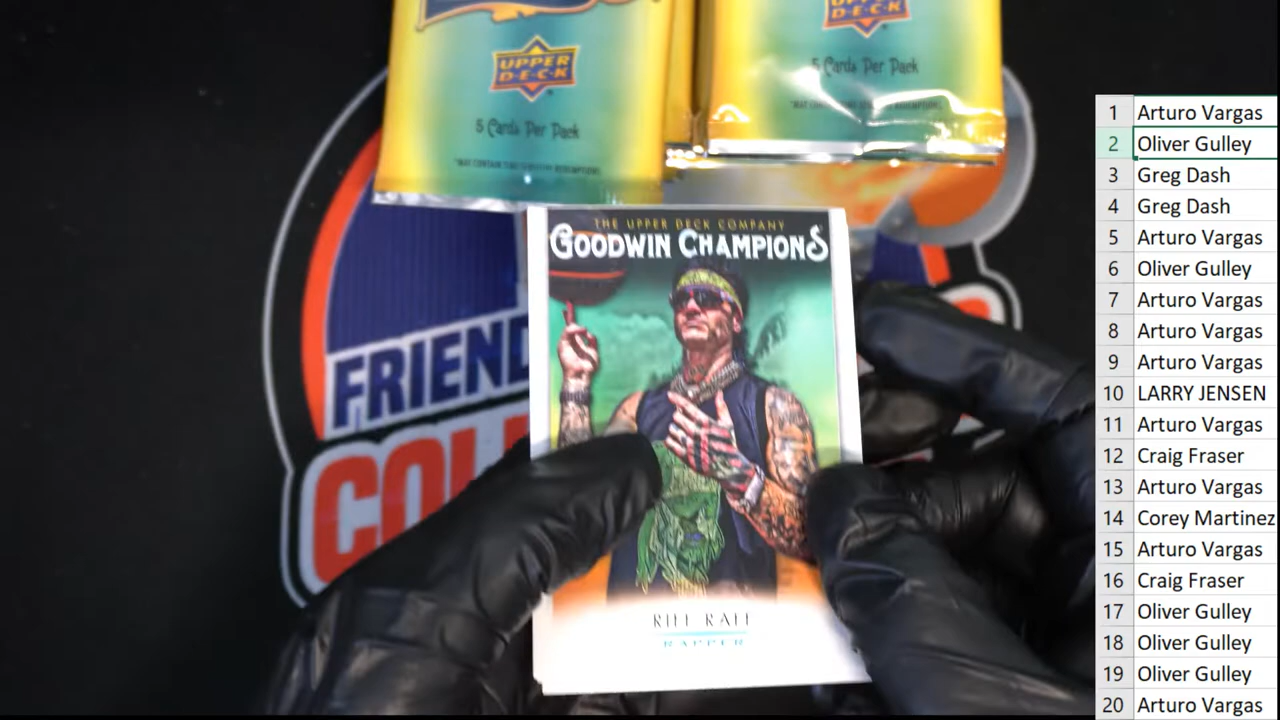 UPPER
DECK
5 Cards Per Pack
UPPER
DECK
5 Cards Per Pack
THE UPPER DECK COMPANY
GOODWIN CHAMPIONS
RIFF RAFF
RAPPER
FRIEND
COL
1 Arturo Vargas
2 Oliver Gulley
3 Greg Dash
4 Greg Dash
5 Arturo Vargas
6 Oliver Gulley
7 Arturo Vargas
8 Arturo Vargas
9 Arturo Vargas
10 LARRY JENSEN
11 Arturo Vargas
12 Craig Fraser
13 Arturo Vargas
14 Corey Martinez
15 Arturo Vargas
16 Craig Fraser
17 Oliver Gulley
18 Oliver Gulley
19 Oliver Gulley
20 Arturo Vargas